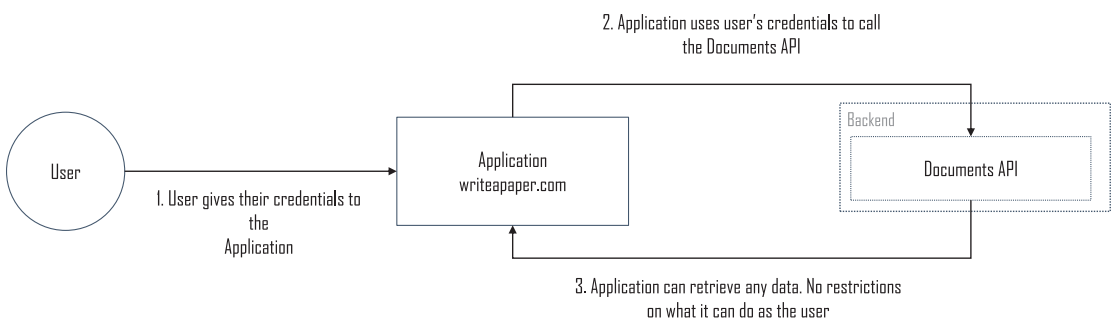 2. Application uses user's credentials to call
the Documents API
Backend
User
Application
writeapaper.com
Documents API
1. User gives their credentials to
the
Application
3. Application can retrieve any data. No restrictions
on what it can do as the user